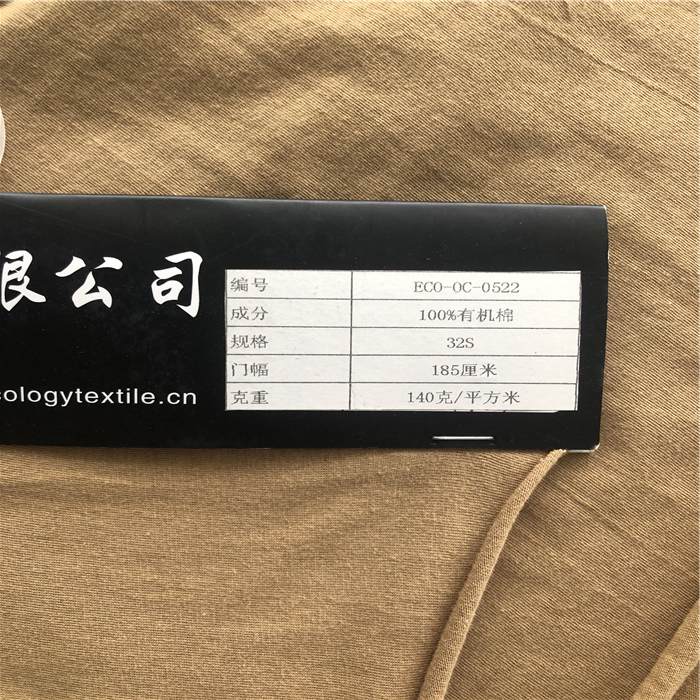 限公司
cologytextile.cn
编号 ECO-OC-0522
成分 100%有机棉
规格 32S
门幅 185厘米
克重 140克/平方米